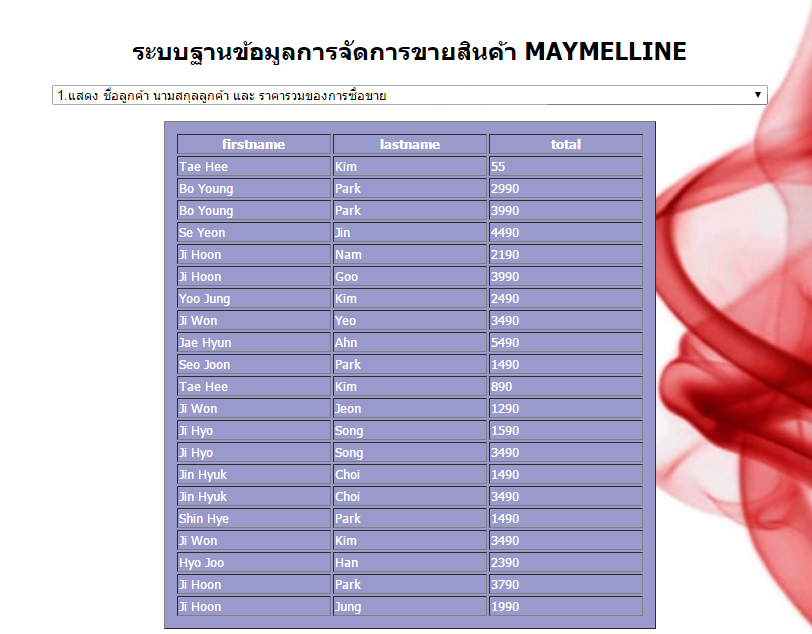 ระบบฐานข้อมูลการจัดการขายสินค้า MAYMELLINE
1.แสดง ชื่อลูกค้า นามสกุลลูกค้า และ ราคารวมของการซื้อขาย
firstname lastname total
Tae Hee Kim 55
Bo Young Park 2990
Bo Young Park 3990
Se Yeon Jin 4490
Ji Hoon Nam 2190
Ji Hoon Goo 3990
Yoo Jung Kim 2490
Ji Won Yeo 3490
Jae Hyun Ahn 5490
Seo Joon Park 1490
Tae Hee Kim 890
Ji Won Jeon 1290
Ji Hyo Song 1590
Ji Hyo Song 3490
Jin Hyuk Choi 1490
Jin Hyuk Choi 3490
Shin Hye Park 1490
Ji Won Kim 3490
Hyo Joo Han 2390
Ji Hoon Park 3790
Ji Hoon Jung 1990